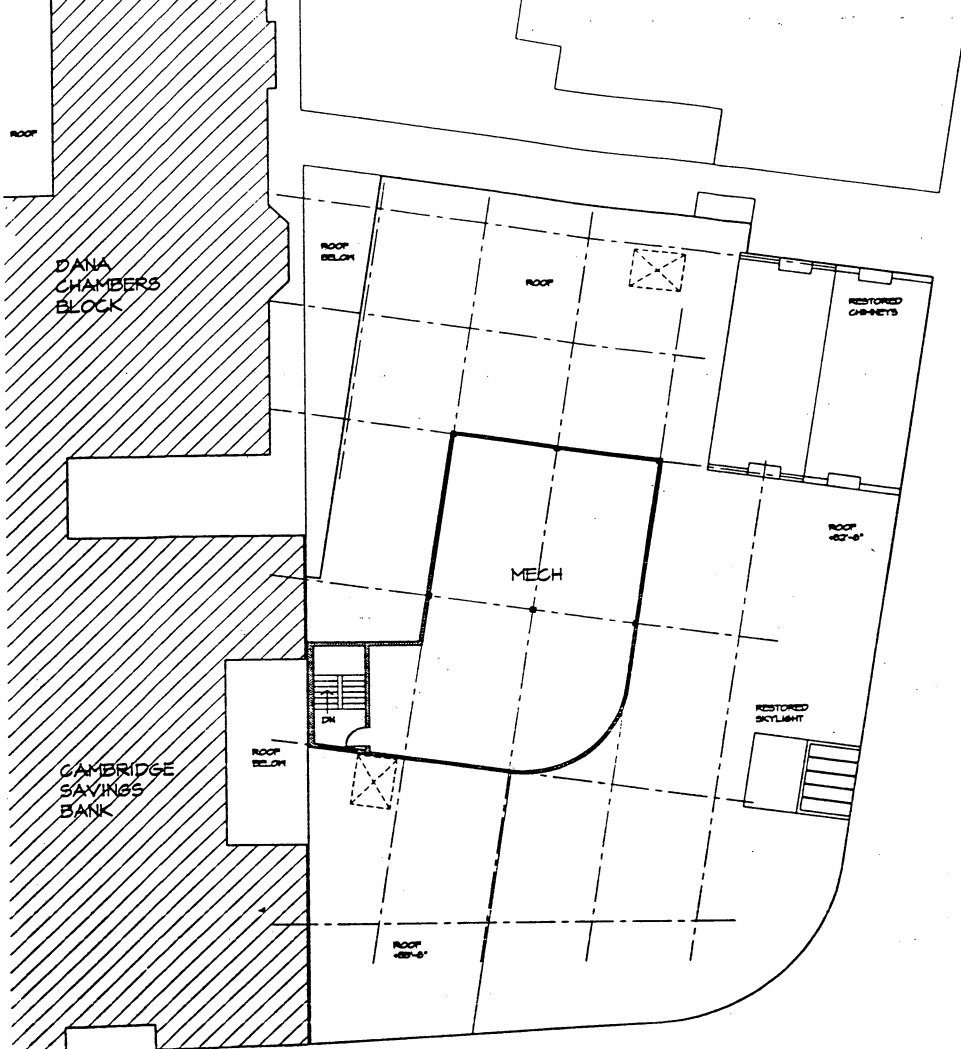 ROOF
DANA
CHAMBERS
BLOCK
ROOF
BELOW
ROOF
RESTORED
CHIMNEYS
ROOF
MECH
DN
RESTORED
SKYLIGHT
ROOF
BELOW
CAMBRIDGE
SAVINGS
BANK
ROOF